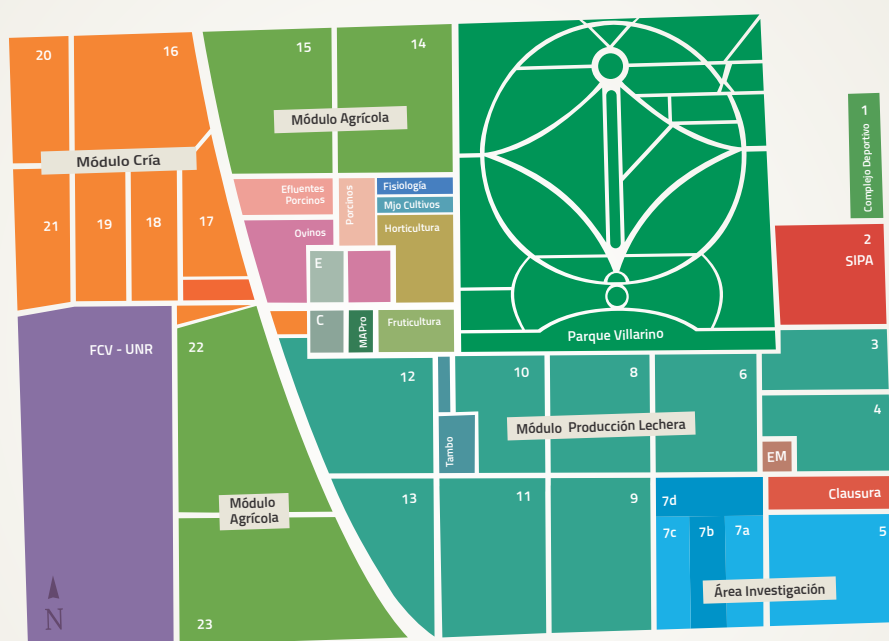 20
16
15
14
Módulo Agrícola
Módulo Cría
1
Complejo Deportivo
21
19
18
17
Efluentes
Porcinos
Porcinos
Fisiología
Mjo Cultivos
Ovinos
Horticultura
2
SIPA
E
C
MAPro
Fruticultura
Parque Villarino
FCV - UNR
22
12
10
8
6
3
4
Módulo Producción Lechera
Tambo
EM
Módulo
Agrícola
13
11
9
7d
Clausura
7c
7b
7a
5
Área Investigación
N
23